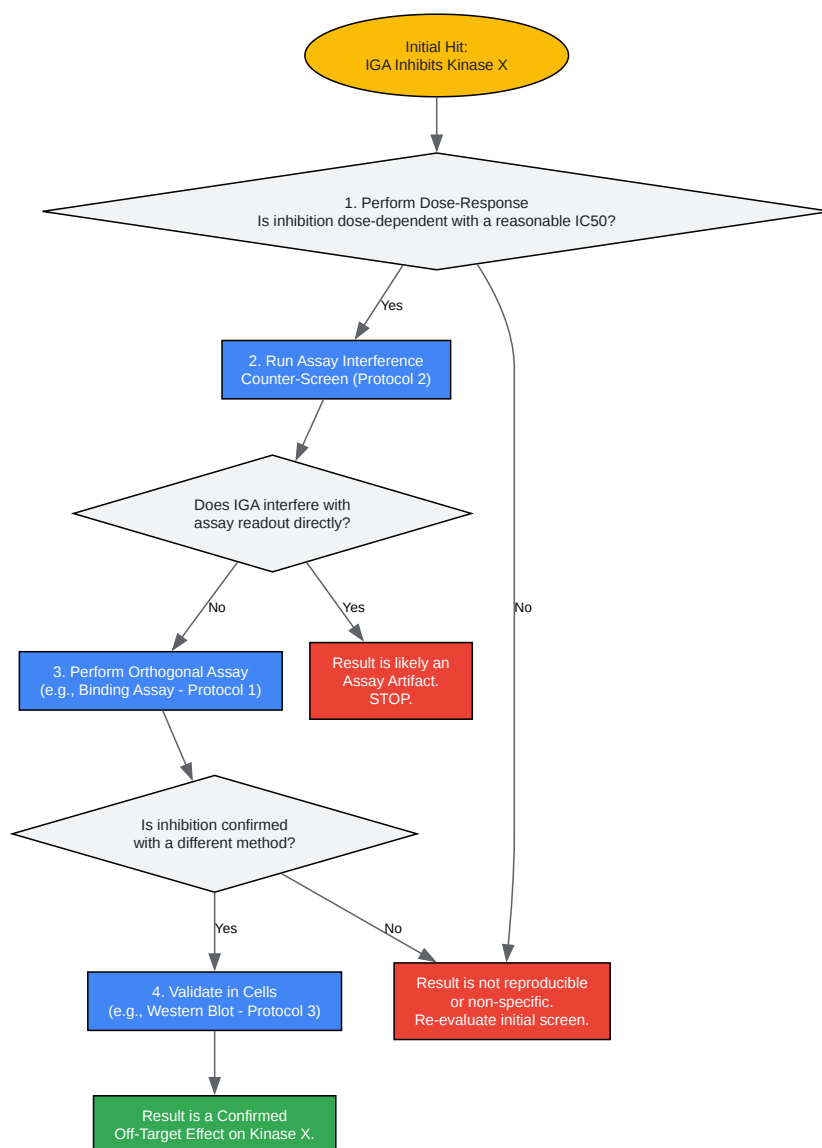 Initial Hit:
IGA Inhibits Kinase X
1. Perform Dose-Response
Is inhibition dose-dependent with a reasonable IC50?
Yes
2. Run Assay Interference
Counter-Screen (Protocol 2)
Does IGA interfere with
assay readout directly?
No
Yes
No
3. Perform Orthogonal Assay
(e.g., Binding Assay - Protocol 1)
Result is likely an
Assay Artifact.
STOP.
Is inhibition confirmed
with a different method?
Yes
No
4. Validate in Cells
(e.g., Western Blot - Protocol 3)
Result is not reproducible
or non-specific.
Re-evaluate initial screen.
Result is a Confirmed
Off-Target Effect on Kinase X.